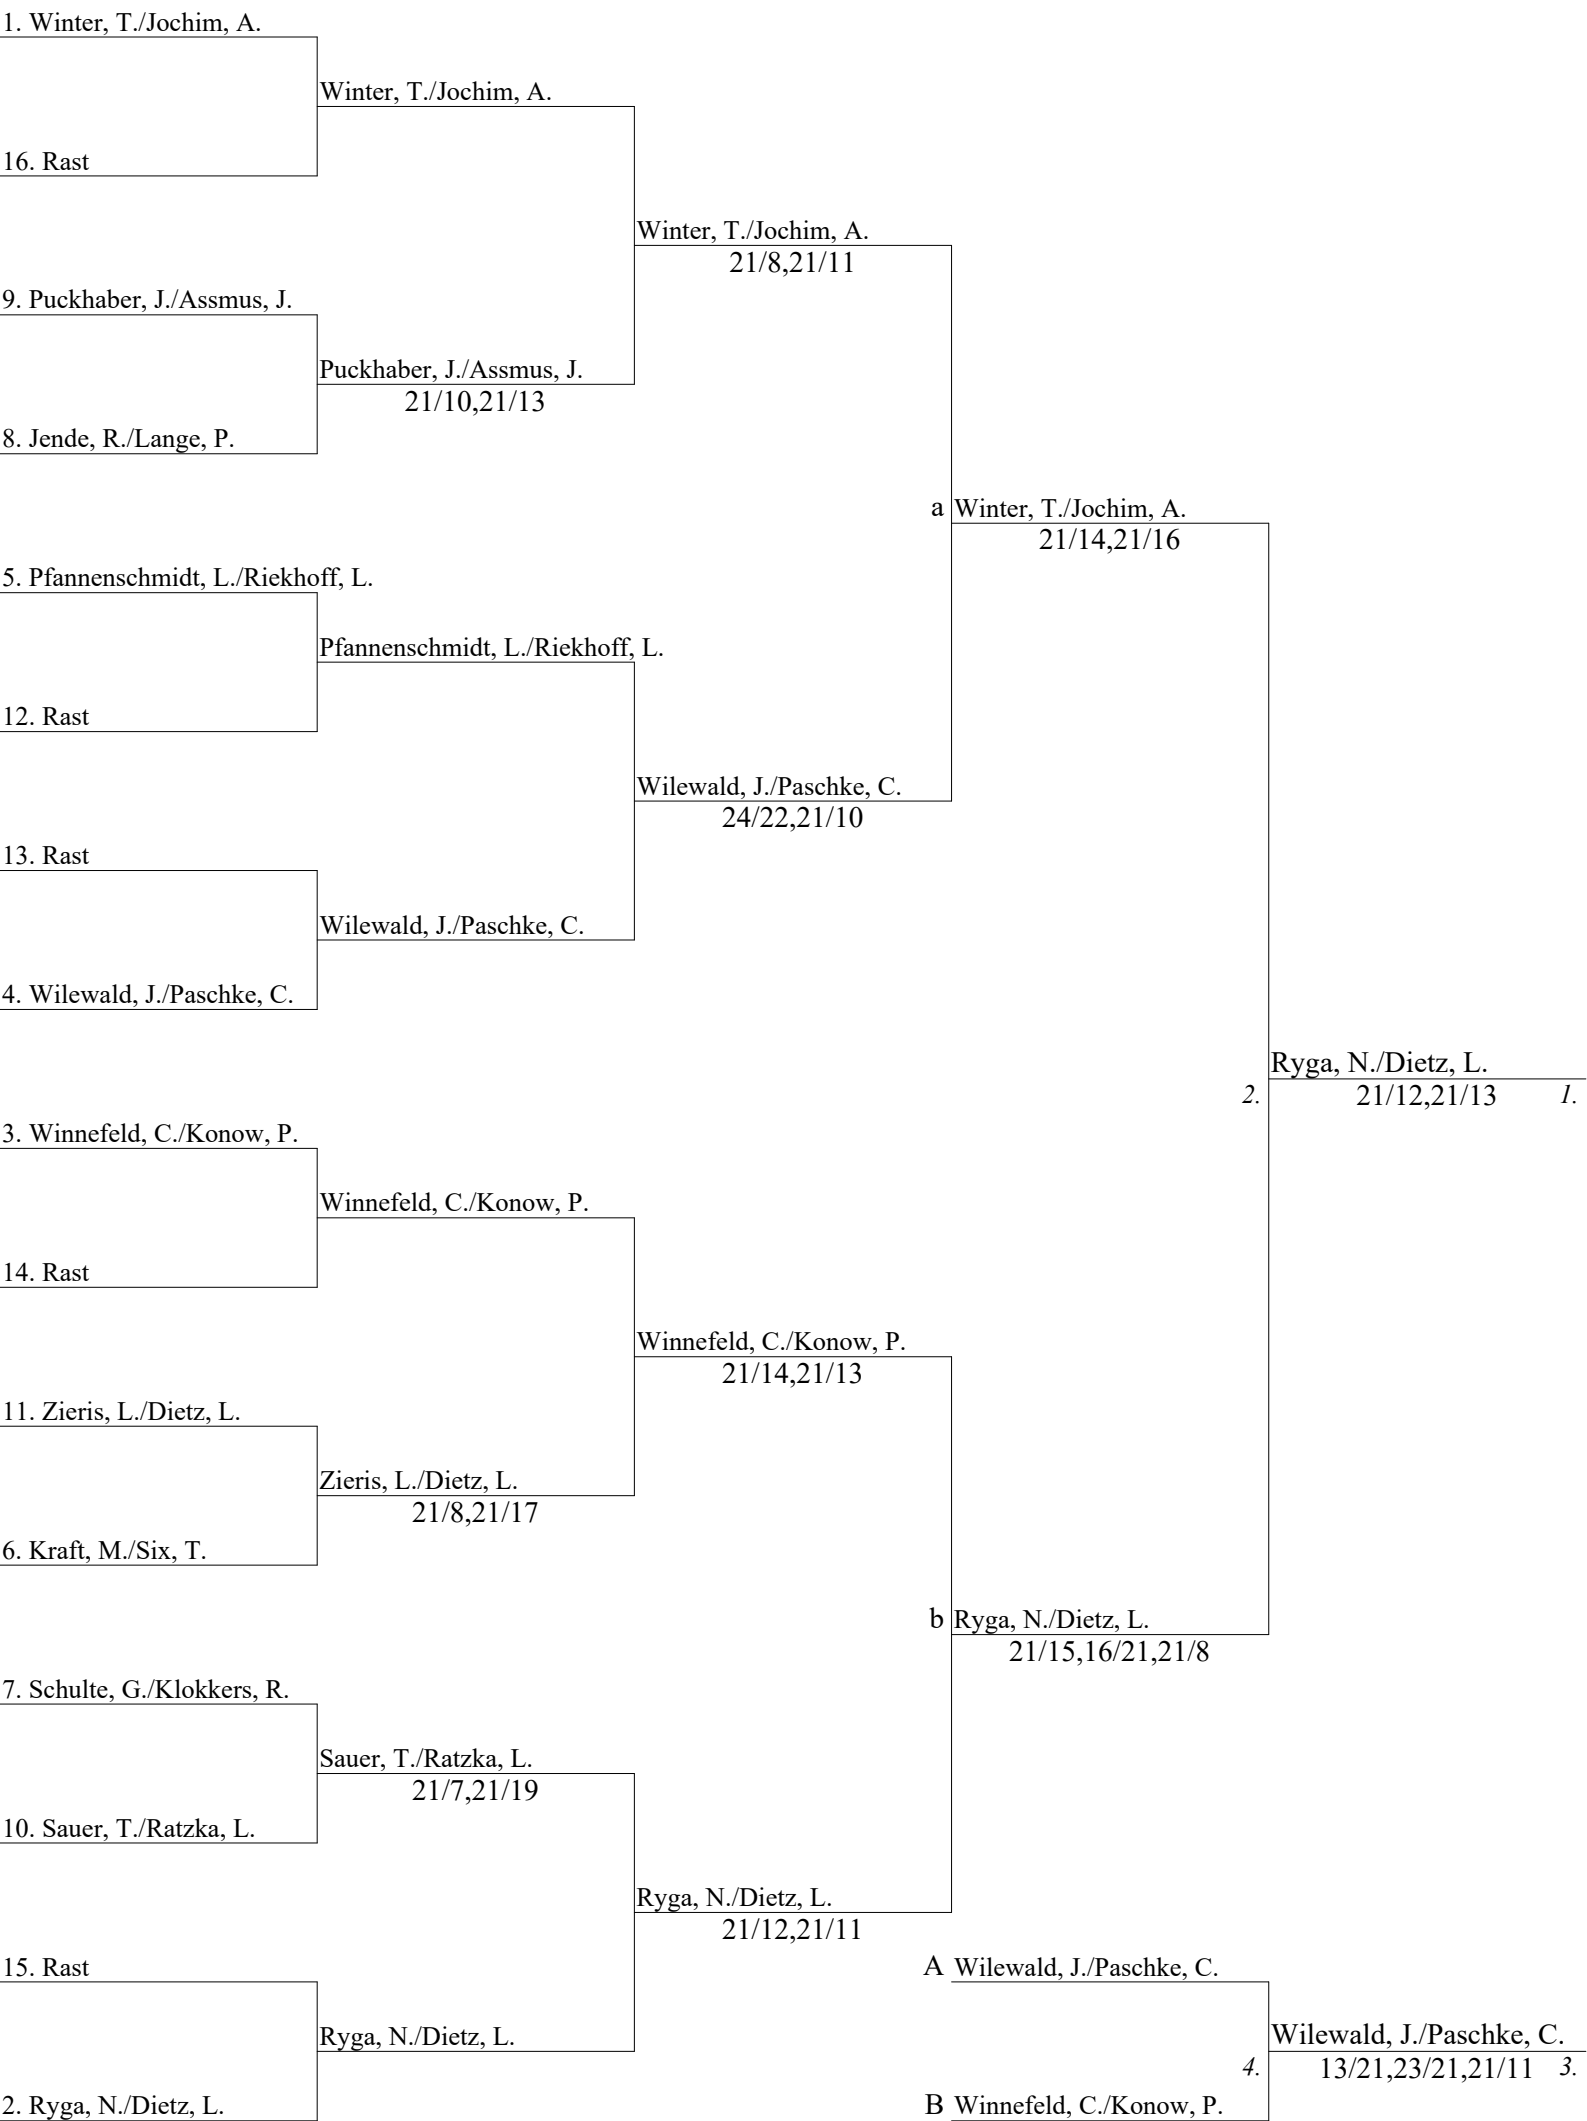 1. Winter, T./Jochim, A.
Winter, T./Jochim, A.
16. Rast
Winter, T./Jochim, A.
21/8,21/11
9. Puckhaber, J./Assmus, J.
Puckhaber, J./Assmus, J.
21/10,21/13
8. Jende, R./Lange, P.
a Winter, T./Jochim, A.
21/14,21/16
5. Pfannenschmidt, L./Riekhoff, L.
Pfannenschmidt, L./Riekhoff, L.
12. Rast
Wilewald, J./Paschke, C.
24/22,21/10
13. Rast
Wilewald, J./Paschke, C.
4. Wilewald, J./Paschke, C.
Ryga, N./Dietz, L.
2. 21/12,21/13 1.
3. Winnefeld, C./Konow, P.
Winnefeld, C./Konow, P.
14. Rast
Winnefeld, C./Konow, P.
21/14,21/13
11. Zieris, L./Dietz, L.
Zieris, L./Dietz, L.
21/8,21/17
6. Kraft, M./Six, T.
b Ryga, N./Dietz, L.
21/15,16/21,21/8
7. Schulte, G./Klokkers, R.
Sauer, T./Ratzka, L.
21/7,21/19
10. Sauer, T./Ratzka, L.
Ryga, N./Dietz, L.
21/12,21/11
15. Rast
A Wilewald, J./Paschke, C.
Ryga, N./Dietz, L.
Wilewald, J./Paschke, C.
4. 13/21,23/21,21/11 3.
2. Ryga, N./Dietz, L.
B Winnefeld, C./Konow, P.